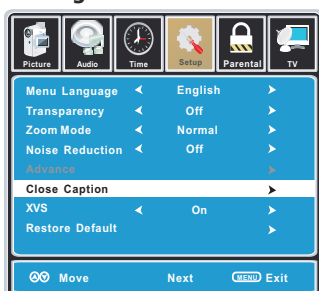 Picture Audio Time Setup Parental TV
Menu Language English
Transparency Off
Zoom Mode Normal
Noise Reduction Off
Advance
Close Caption
XVS On
Restore Default
Move Next MENU Exit